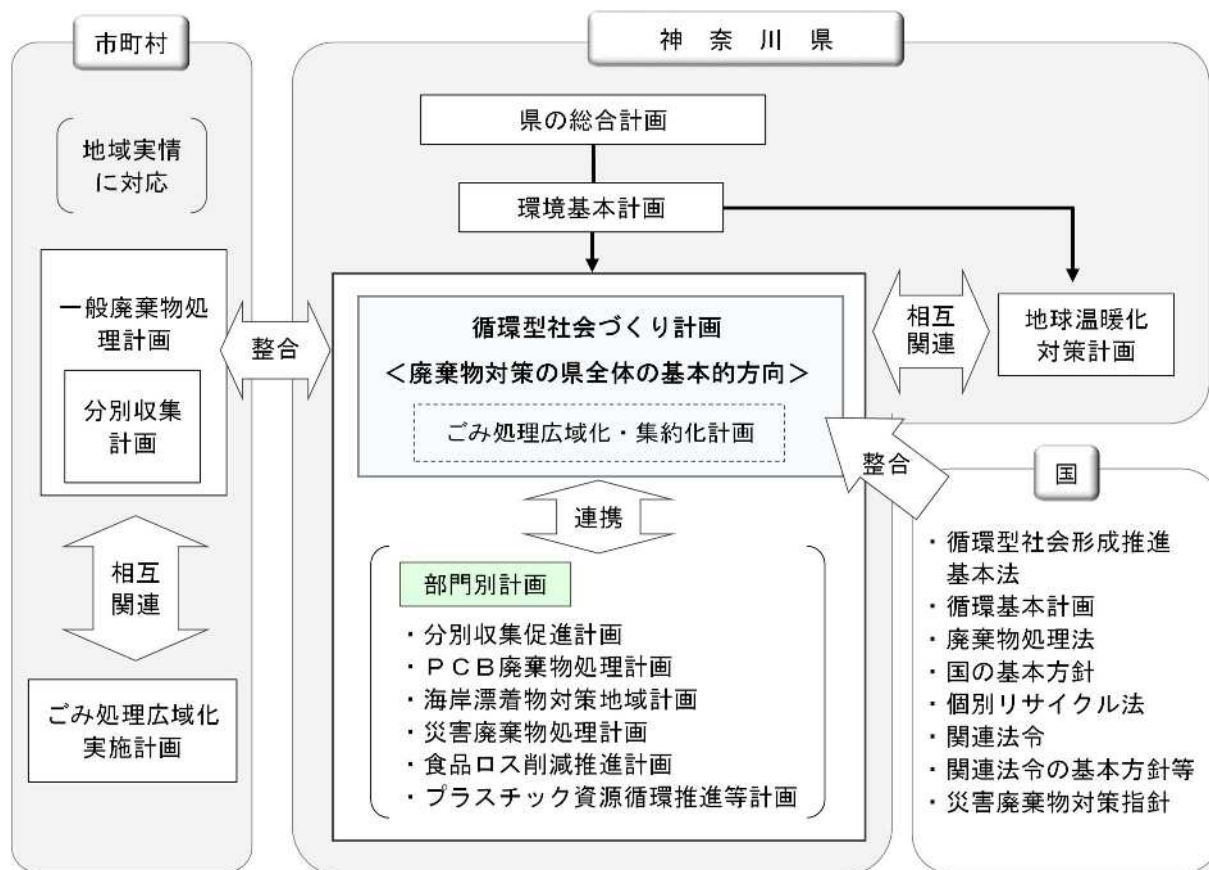 市町村
地域実情
に対応
一般廃棄物処
理計画
分別収集
計画
相互
関連
ごみ処理広域化
実施計画
整合
神奈川県
県の総合計画
環境基本計画
循環型社会づくり計画
＜廃棄物対策の県全体の基本的方向＞
ごみ処理広域化・集約化計画
連携
部門別計画
・分別収集促進計画
・ＰＣＢ廃棄物処理計画
・海岸漂着物対策地域計画
・災害廃棄物処理計画
・食品ロス削減推進計画
・プラスチック資源循環推進等計画
相互
関連
地球温暖化
対策計画
整合
国
・循環型社会形成推進
基本法
・循環基本計画
・廃棄物処理法
・国の基本方針
・個別リサイクル法
・関連法令
・関連法令の基本方針等
・災害廃棄物対策指針